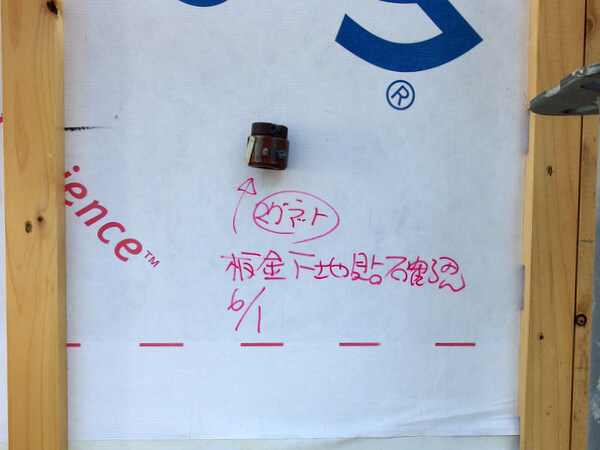 ®
ience™
マグネット
板金下地貼確認
6/1